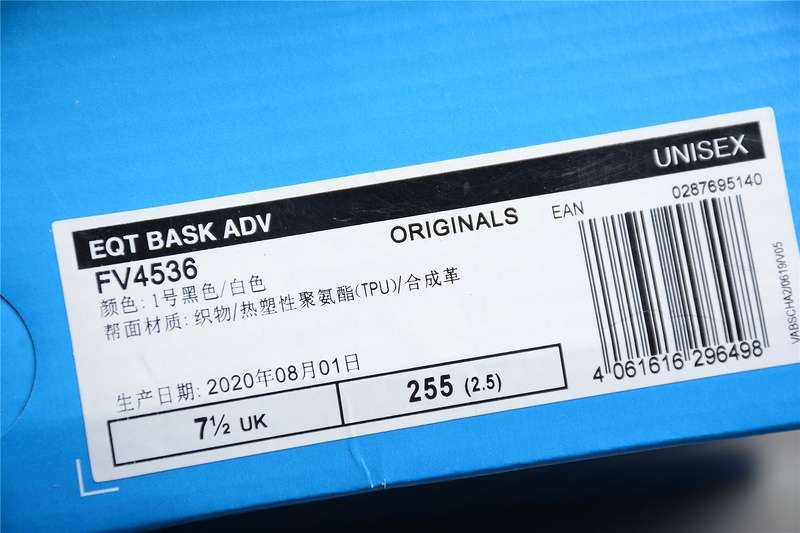 EQT BASK ADV
UNISEX
FV4536
ORIGINALS
EAN
0287695140
颜色: 1号黑色/白色
帮面材质: 织物/热塑性聚氨酯(TPU)/合成革
生产日期: 2020年08月01日
7½ UK
255 (2.5)
4 061616 296498
VABSCHA2/0619/V05